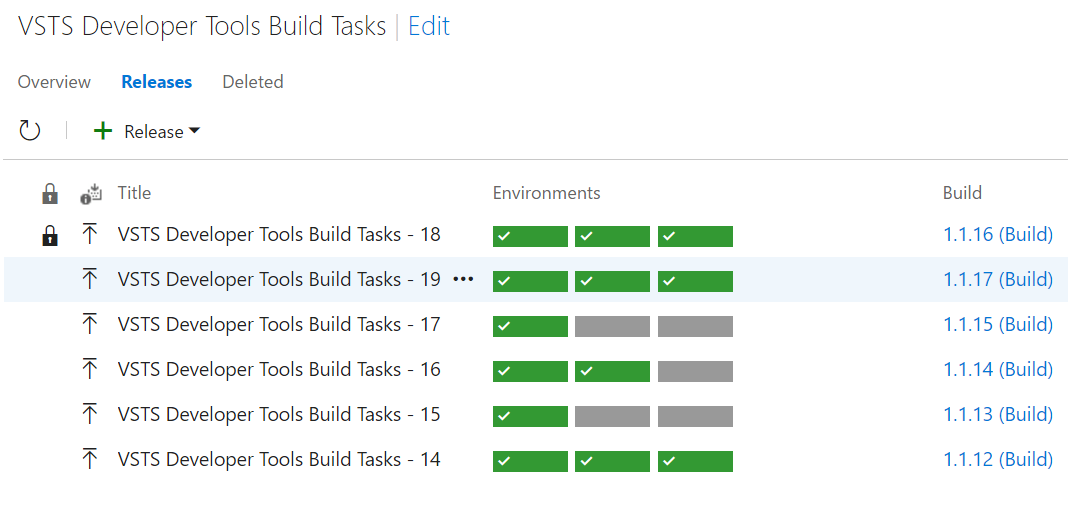 VSTS Developer Tools Build Tasks | Edit
Overview Releases Deleted
Release
Title Environments Build
VSTS Developer Tools Build Tasks - 18 1.1.16 (Build)
VSTS Developer Tools Build Tasks - 19 ••• 1.1.17 (Build)
VSTS Developer Tools Build Tasks - 17 1.1.15 (Build)
VSTS Developer Tools Build Tasks - 16 1.1.14 (Build)
VSTS Developer Tools Build Tasks - 15 1.1.13 (Build)
VSTS Developer Tools Build Tasks - 14 1.1.12 (Build)